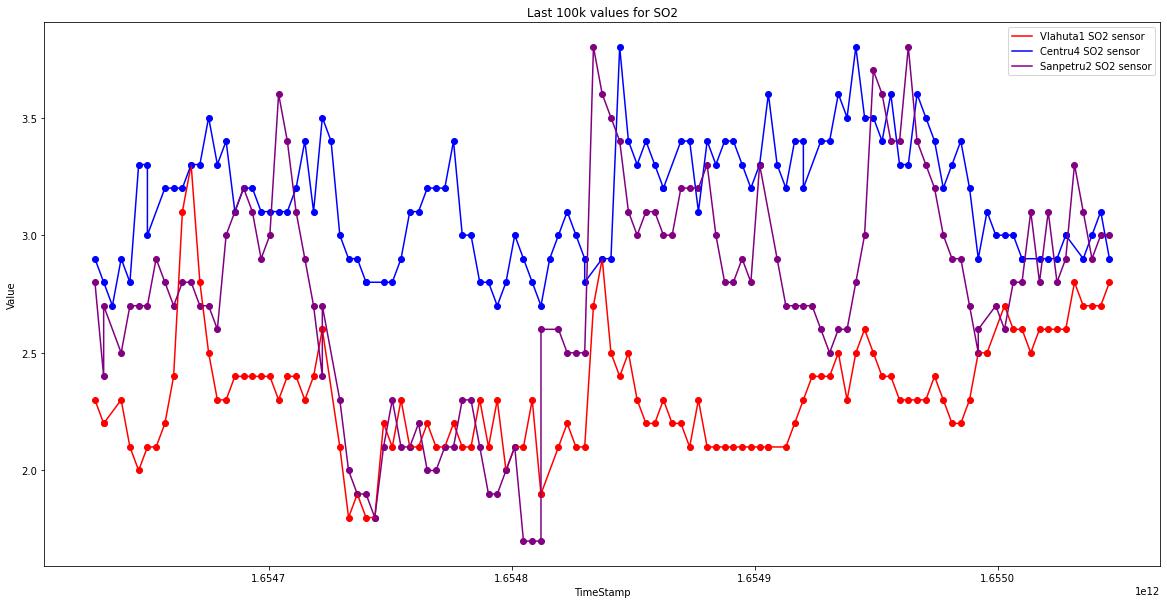 Last 100k values for SO2
Vlahuta1 SO2 sensor
Centru4 SO2 sensor
Sanpetru2 SO2 sensor
Value
3.5
3.0
2.5
2.0
1.6547 1.6548 1.6549 1.6550
TimeStamp
1e12